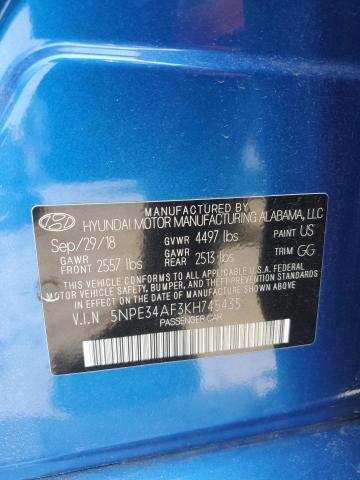 MANUFACTURED BY
HYUNDAI MOTOR MANUFACTURING ALABAMA, LLC
Sep/29/18 GVWR 4497 lbs PAINT US
GAWR FRONT 2557 lbs GAWR REAR 2513 lbs TRIM GG
THIS VEHICLE CONFORMS TO ALL APPLICABLE U.S.A. FEDERAL
MOTOR VEHICLE SAFETY, BUMPER, AND THEFT PREVENTION STANDARDS
IN EFFECT ON THE DATE OF MANUFACTURE SHOWN ABOVE.
V.I.N 5NPE34AF3KH745435
PASSENGER CAR